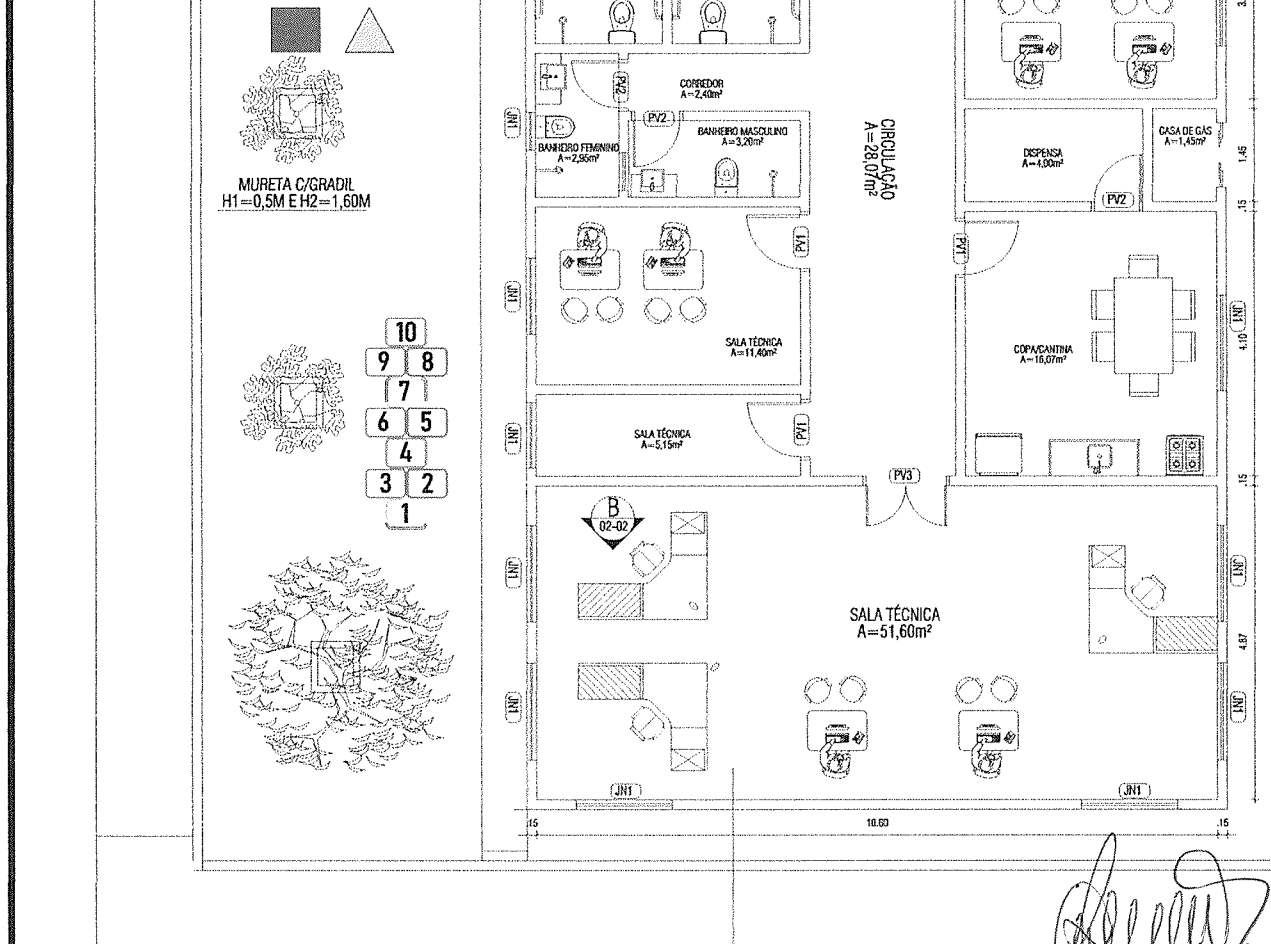 CORREDOR
A=2,40m²
PV2
JN1
PV2
BANHEIRO MASCULINO
A=3,20m²
BANHEIRO FEMININO
A=2,95m²
CIRCULAÇÃO
A=28,07m²
DISPENSA
A=4,00m²
CASA DE GÁS
A=1,45m²
1.45
MURETA C/GRADIL
H1=0,5M E H2=1,60M
PV2
.15
PV1
PV1
JN1
JN1
4.10
SALA TÉCNICA
A=11,40m²
COPA/CANTINA
A=16,07m²
10
9 8
7
6 5
4
3 2
1
JN1
SALA TÉCNICA
A=5,15m²
PV1
PV3
.15
B
02-02
JN1
JN1
SALA TÉCNICA
A=51,60m²
4.87
JN1
JN1
JN1
JN1
.15
10.60
.15